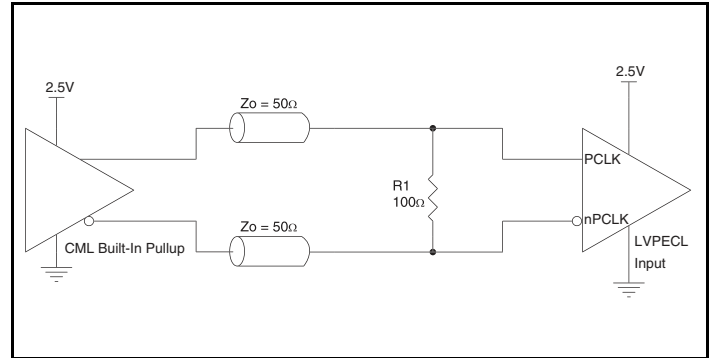 2.5V
2.5V
Zo = 50Ω
PCLK
R1
100Ω
nPCLK
Zo = 50Ω
CML Built-In Pullup
LVPECL
Input